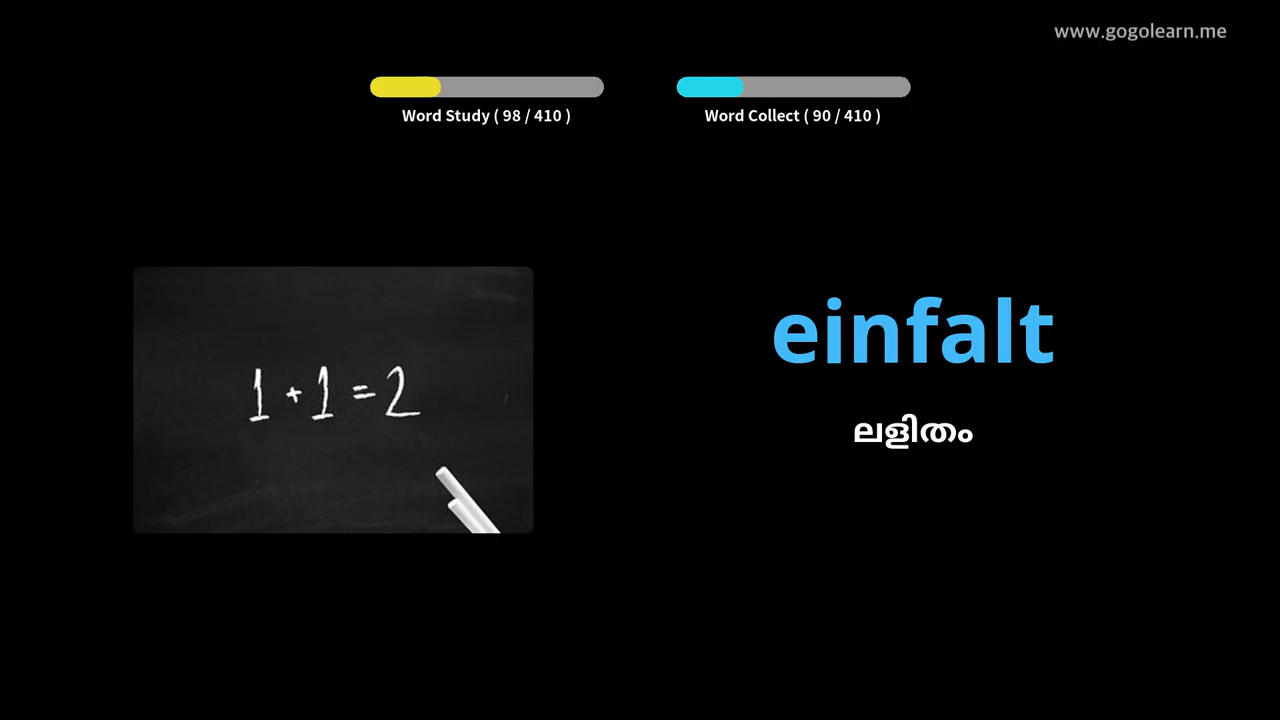 www.gogolearn.me
Word Study ( 98 / 410 )
Word Collect ( 90 / 410 )
1 + 1 = 2
einfalt
ലളിതം